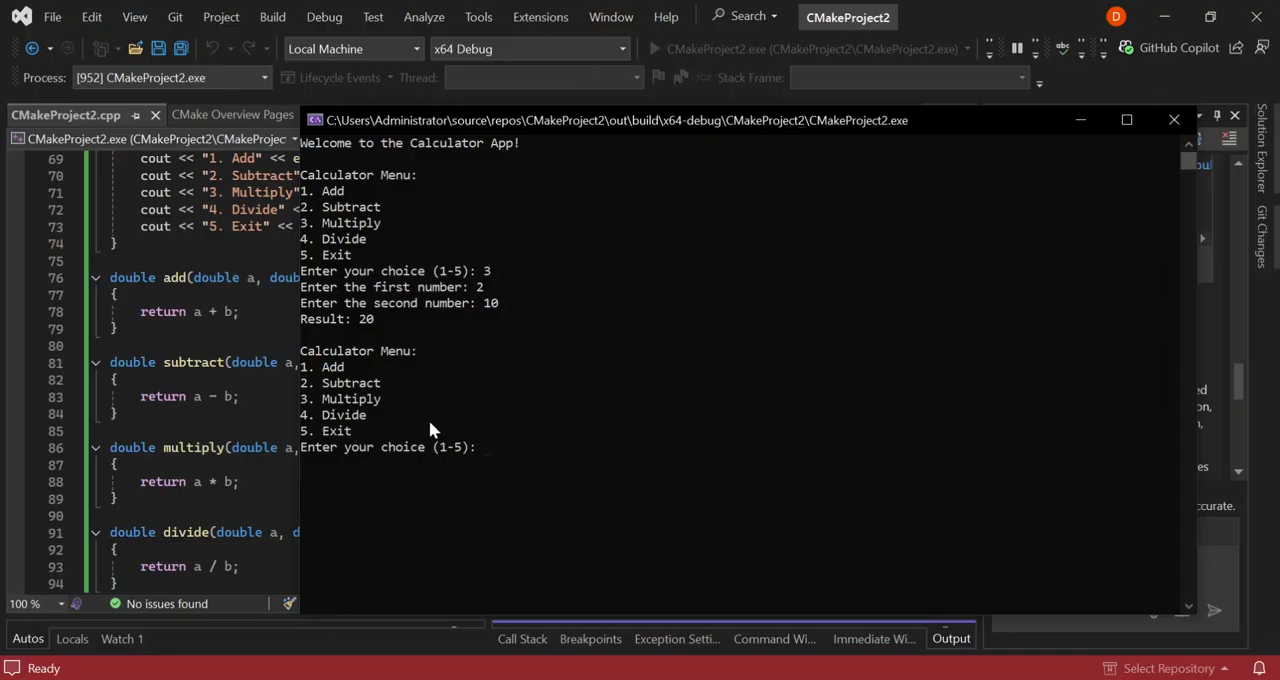 File Edit View Git Project Build Debug Test Analyze Tools Extensions Window Help Search CMakeProject2 D
Local Machine x64 Debug CMakeProject2.exe (CMakeProject2\CMakeProject2.exe) abc GitHub Copilot
Process: [952] CMakeProject2.exe Lifecycle Events Thread: Stack Frame:
CMakeProject2.cpp CMake Overview Pages
CMakeProject2.exe (CMakeProject2\CMakeProjec
69 cout << "1. Add" << e
70 cout << "2. Subtract"
71 cout << "3. Multiply"
72 cout << "4. Divide" <
73 cout << "5. Exit" <<
74 }
75
76 double add(double a, doub
77 {
78 return a + b;
79 }
80
81 double subtract(double a,
82 {
83 return a - b;
84 }
85
86 double multiply(double a,
87 {
88 return a * b;
89 }
90
91 double divide(double a, d
92 {
93 return a / b;
94 }
100 % No issues found
C:\Users\Administrator\source\repos\CMakeProject2\out\build\x64-debug\CMakeProject2\CMakeProject2.exe
Welcome to the Calculator App!
Calculator Menu:
1. Add
2. Subtract
3. Multiply
4. Divide
5. Exit
Enter your choice (1-5): 3
Enter the first number: 2
Enter the second number: 10
Result: 20
Calculator Menu:
1. Add
2. Subtract
3. Multiply
4. Divide
5. Exit
Enter your choice (1-5):
ccurate.
Solution Explorer
Git Changes
Autos Locals Watch 1 Call Stack Breakpoints Exception Setti... Command Wi... Immediate Wi... Output
Ready Select Repository